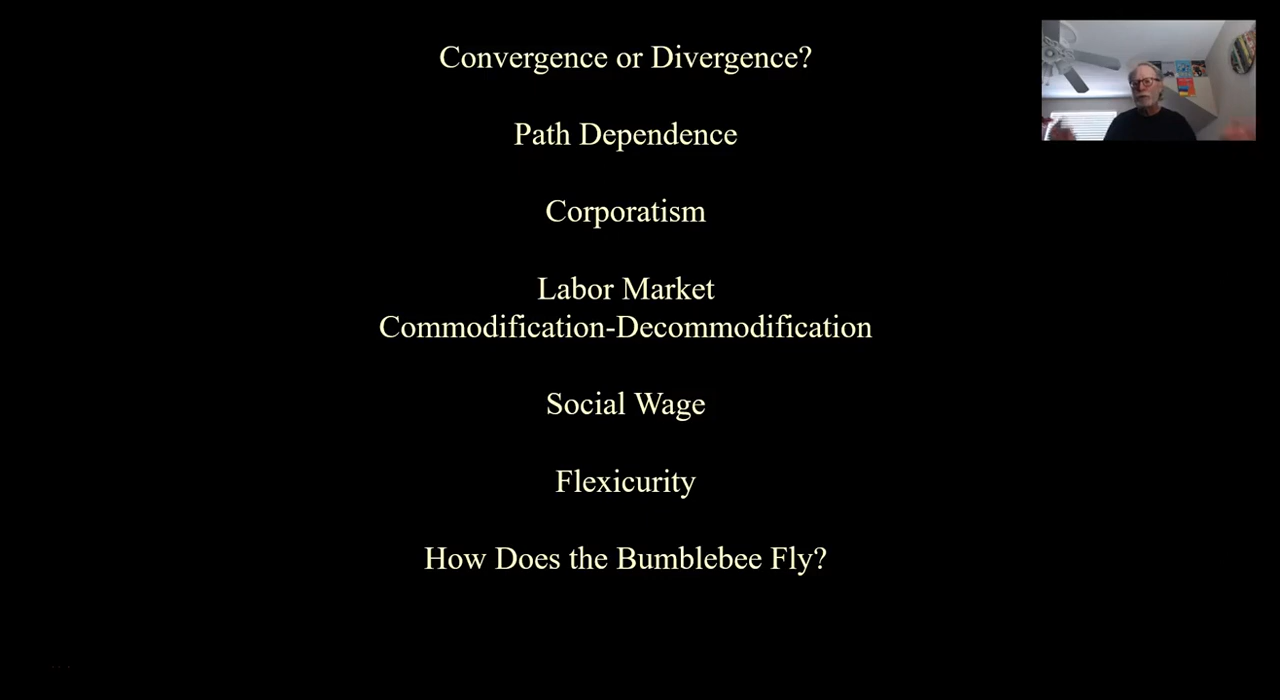 Convergence or Divergence?
Path Dependence
Corporatism
Labor Market
Commodification-Decommodification
Social Wage
Flexicurity
How Does the Bumblebee Fly?